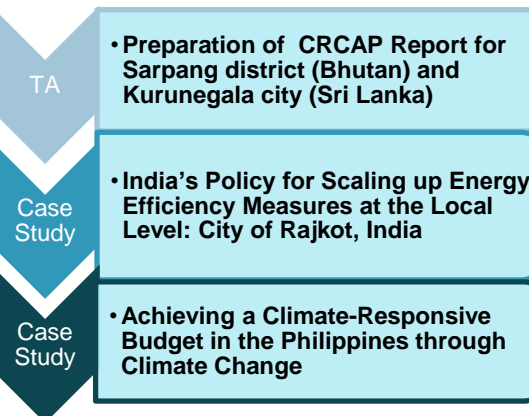 TA
• Preparation of CRCAP Report for
Sarpang district (Bhutan) and
Kurunegala city (Sri Lanka)
Case
Study
• India's Policy for Scaling up Energy
Efficiency Measures at the Local
Level: City of Rajkot, India
Case
Study
• Achieving a Climate-Responsive
Budget in the Philippines through
Climate Change